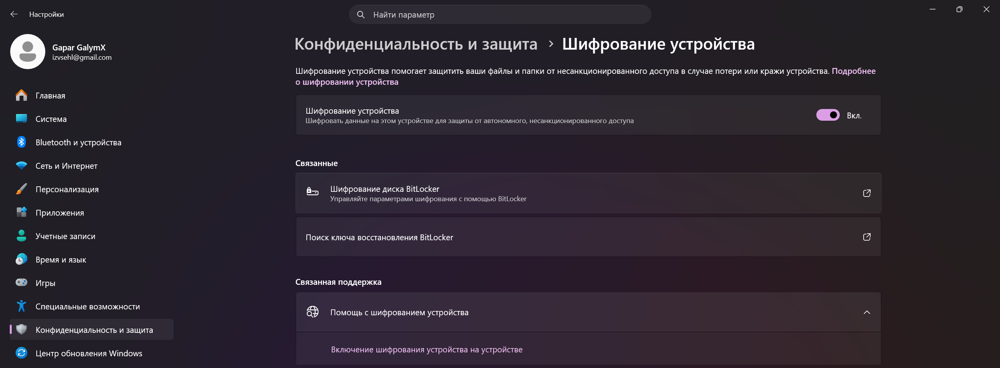 Настройки
Найти параметр
Gapar GalymX
izvsehl@gmail.com
Главная
Система
Bluetooth и устройства
Сеть и Интернет
Персонализация
Приложения
Учетные записи
Время и язык
Игры
Специальные возможности
Конфиденциальность и защита
Центр обновления Windows
Конфиденциальность и защита › Шифрование устройства
Шифрование устройства помогает защитить ваши файлы и папки от несанкционированного доступа в случае потери или кражи устройства. Подробнее
о шифровании устройства
Шифрование устройства
Шифровать данные на этом устройстве для защиты от автономного, несанкционированного доступа
Вкл.
Связанные
Шифрование диска BitLocker
Управляйте параметрами шифрования с помощью BitLocker
Поиск ключа восстановления BitLocker
Связанная поддержка
Помощь с шифрованием устройства
Включение шифрования устройства на устройстве